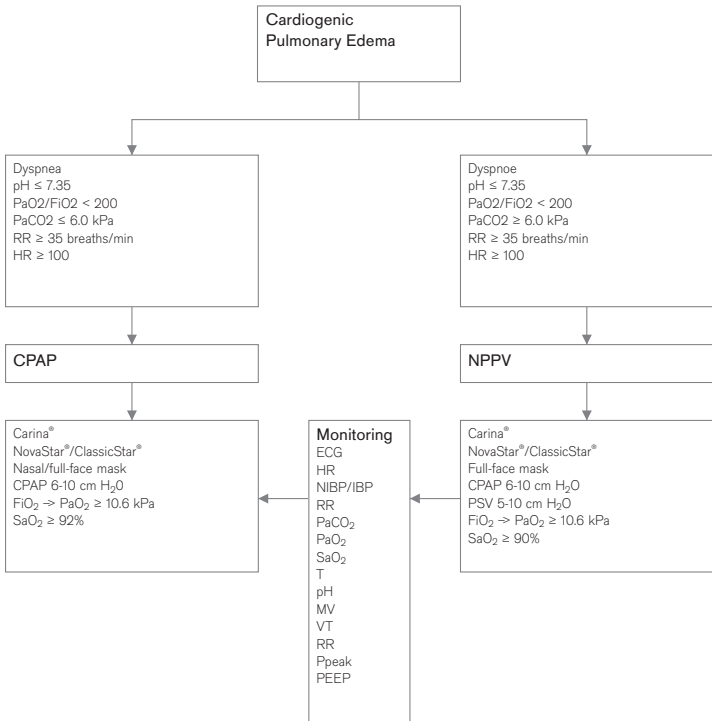 Cardiogenic
Pulmonary Edema
Dyspnea
pH ≤ 7.35
PaO2/FiO2 < 200
PaCO2 ≤ 6.0 kPa
RR ≥ 35 breaths/min
HR ≥ 100
Dyspnoe
pH ≤ 7.35
PaO2/FiO2 < 200
PaCO2 ≥ 6.0 kPa
RR ≥ 35 breaths/min
HR ≥ 100
CPAP
NPPV
Carina®
NovaStar®/ClassicStar®
Nasal/full-face mask
CPAP 6-10 cm H₂0
FiO₂ -> PaO₂ ≥ 10.6 kPa
SaO₂ ≥ 92%
Monitoring
ECG
HR
NIBP/IBP
RR
PaCO₂
PaO₂
SaO₂
T
pH
MV
VT
RR
Ppeak
PEEP
Carina®
NovaStar®/ClassicStar®
Full-face mask
CPAP 6-10 cm H₂O
PSV 5-10 cm H₂O
FiO₂ -> PaO₂ ≥ 10.6 kPa
SaO₂ ≥ 90%